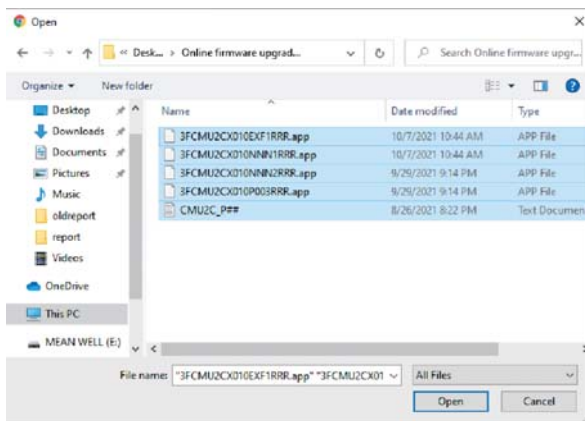 Open
« Desk... > Online firmware upgrad...
Search Online firmware upgr...
Organize
New folder
Name
Date modified
Type
Desktop
Downloads
Documents
Pictures
Music
oldreport
report
Videos
OneDrive
This PC
MEAN WELL (E:)
3FCMU2CX010EXF1RRR.app 10/7/2021 10:44 AM APP File
3FCMU2CX010NNN1RRR.app 10/7/2021 10:44 AM APP File
3FCMU2CX010NNN2RRR.app 9/29/2021 9:14 PM APP File
3FCMU2CX010P003RRR.app 9/29/2021 9:14 PM APP File
CMU2C_P## 8/26/2021 8:22 PM Text Documen
File name: "3FCMU2CX010EXF1RRR.app" "3FCMU2CX01
All Files
Open
Cancel